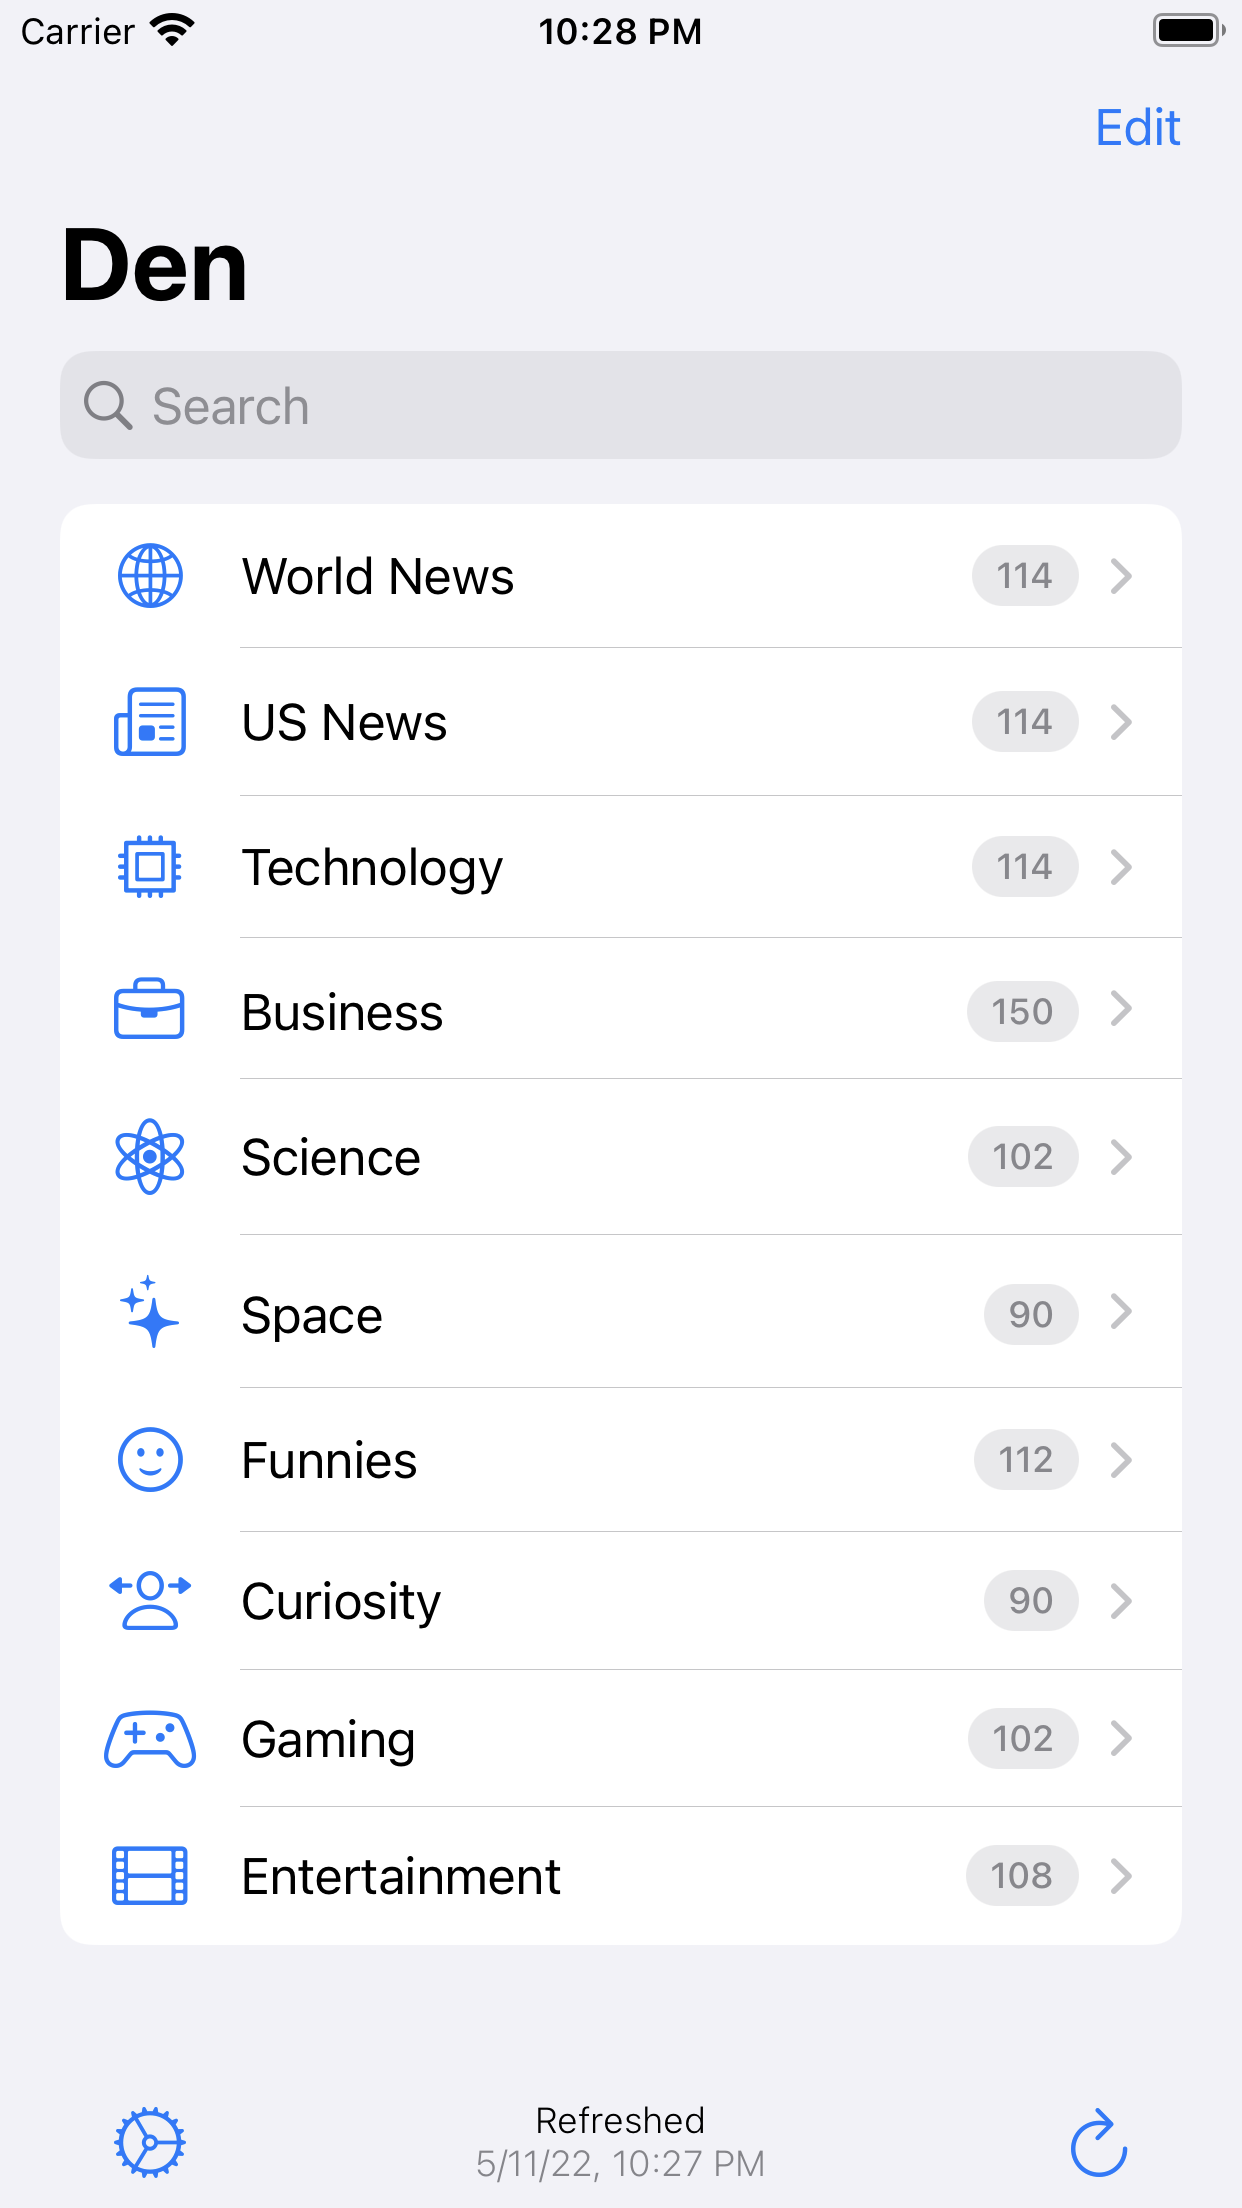 Carrier 10:28 PM
Edit
Den
Search
World News 114
US News 114
Technology 114
Business 150
Science 102
Space 90
Funnies 112
Curiosity 90
Gaming 102
Entertainment 108
Refreshed
5/11/22, 10:27 PM